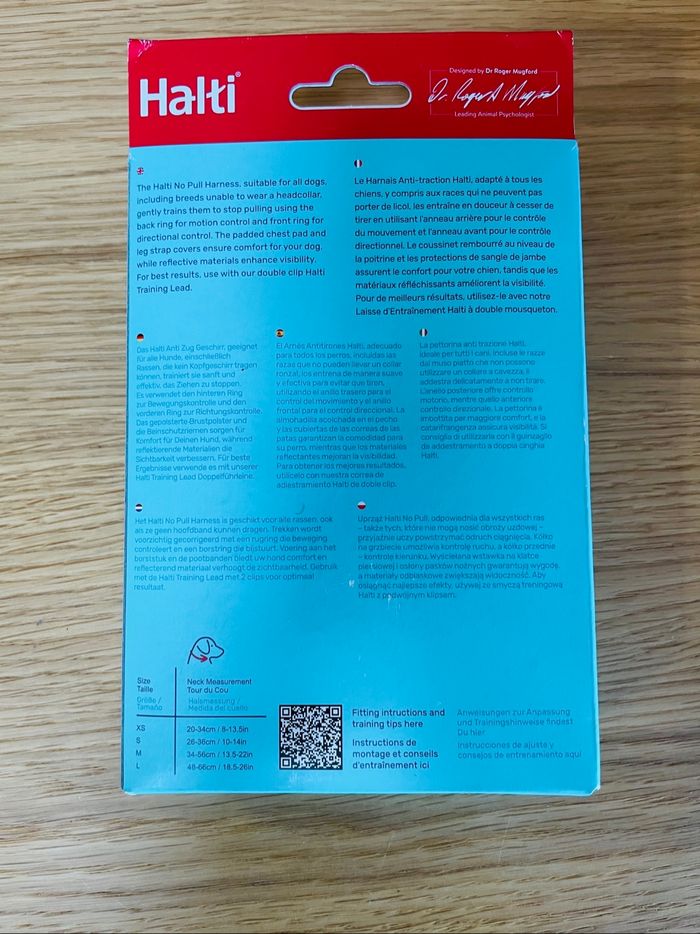 Halti®
Designed by Dr Roger Mugford
Dr. Roger A Mugford
Leading Animal Psychologist
The Halti No Pull Harness, suitable for all dogs,
including breeds unable to wear a headcollar,
gently trains them to stop pulling using the
back ring for motion control and front ring for
directional control. The padded chest pad and
leg strap covers ensure comfort for your dog,
while reflective materials enhance visibility.
For best results, use with our double clip Halti
Training Lead.
Le Harnais Anti-traction Halti, adapté à tous les
chiens, y compris aux races qui ne peuvent pas
porter de licol, les entraîne en douceur à cesser de
tirer en utilisant l'anneau arrière pour le contrôle
du mouvement et l'anneau avant pour le contrôle
directionnel. Le coussinet rembourré au niveau de
la poitrine et les protections de sangle de jambe
assurent le confort pour votre chien, tandis que les
matériaux réfléchissants améliorent la visibilité.
Pour de meilleurs résultats, utilisez-le avec notre
Laisse d'Entraînement Halti à double mousqueton.
Das Halti Anti Zug Geschirr, geeignet
für alle Hunde, einschließlich
Rassen, die kein Kopfgeschirr tragen
können, trainiert sie sanft und
effektiv, das Ziehen zu stoppen.
Es verwendet den hinteren Ring
zur Bewegungskontrolle und den
vorderen Ring zur Richtungskontrolle.
Das gepolsterte Brustpolster und
die Beinschutzriemen sorgen für
Komfort für Deinen Hund, während
reflektierende Materialien die
Sichtbarkeit verbessern. Für beste
Ergebnisse verwende es mit unserer
Halti Training Lead Doppelführleine.
El Arnés Antitirones Halti, adecuado
para todos los perros, incluidas las
razas que no pueden llevar un collar
ronzal, los entrena de manera suave
y efectiva para evitar que tiren,
utilizando el anillo trasero para el
control del movimiento y el anillo
frontal para el control direccional. La
almohadilla acolchada en el pecho
y las cubiertas de las correas de las
patas garantizan la comodidad para
su perro, mientras que los materiales
reflectantes mejoran la visibilidad.
Para obtener los mejores resultados,
utilícelo con nuestra correa de
adiestramiento Halti de doble clip.
La pettorina anti trazione Halti,
ideale per tutti i cani, incluse le razze
dal muso piatto che non possono
utilizzare un collare a cavezza, li
addestra delicatamente a non tirare.
L'anello posteriore offre controllo
motorio, mentre quello anteriore
controllo direzionale. La pettorina è
imbottita per maggiore comfort, e la
catarifrangenza assicura visibilità. Si
consiglia di utilizzarla con il guinzaglio
de addestramento a doppia cinghia
Halti.
Het Halti No Pull Harness is geschikt voor alle rassen, ook
als ze geen hoofdband kunnen dragen. Trekken wordt
voorzichtig gecorrigeerd met een rugring die beweging
controleert en een borstring die bijstuurt. Voering aan het
borststuk en de pootbanden biedt uw hond comfort en
reflecterend materiaal verhoogt de zichtbaarheid. Gebruik
met de Halti Training Lead met 2 clips voor optimaal
resultaat.
Uprząż Halti No Pull, odpowiednia dla wszystkich ras
– także tych, które nie mogą nosić obroży uzdowej –
przyjaźnie uczy powstrzymać odruch ciągnięcia. Kółko
na grzbiecie umożliwia kontrolę ruchu, a kółko przednie
– kontrolę kierunku. Wyściełana wstawka na klatce
piersiowej i osłony pasków nożnych gwarantują wygodę,
a materiały odblaskowe zwiększają widoczność. Aby
osiągnąć najlepsze efekty, używaj ze smyczą treningową
Halti z podwójnym klipsem.
Size
Taille
Größe /
Tamaño
Neck Measurement
Tour du Cou
Halsmessung /
Medida del cuello
XS 20-34cm / 8-13.5in
S 26-36cm / 10-14in
M 34-56cm / 13.5-22in
L 48-66cm / 18.5-26in
Fitting intructions and
training tips here
Instructions de
montage et conseils
d'entraînement ici
Anweisungen zur Anpassung
und Trainingshinweise findest
Du hier
Instrucciones de ajuste y
consejos de entrenamiento aquí